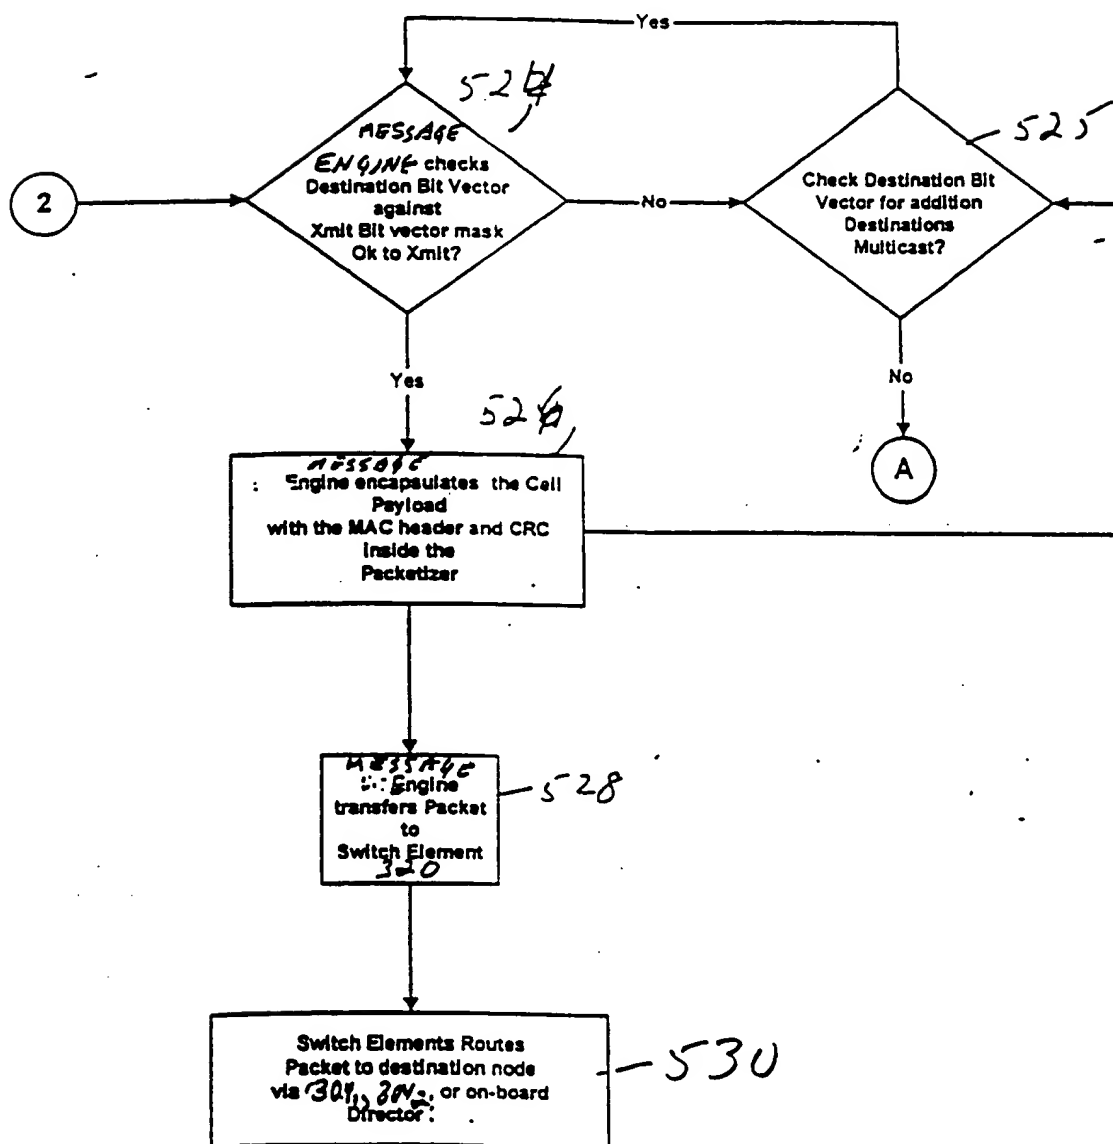 Yes
524
525
MESSAGE
ENGINE checks
Destination Bit Vector
against
Xmit Bit vector mask
Ok to Xmit?
2
No
Check Destination Bit
Vector for addition
Destinations
Multicast?
Yes
No
A
526
MESSAGE
Engine encapsulates the Cell
Payload
with the MAC header and CRC
inside the
Packetizer
MESSAGE
Engine
transfers Packet
to
Switch Element
320
528
Switch Elements Routes
Packet to destination node
via or on-board
Director
530